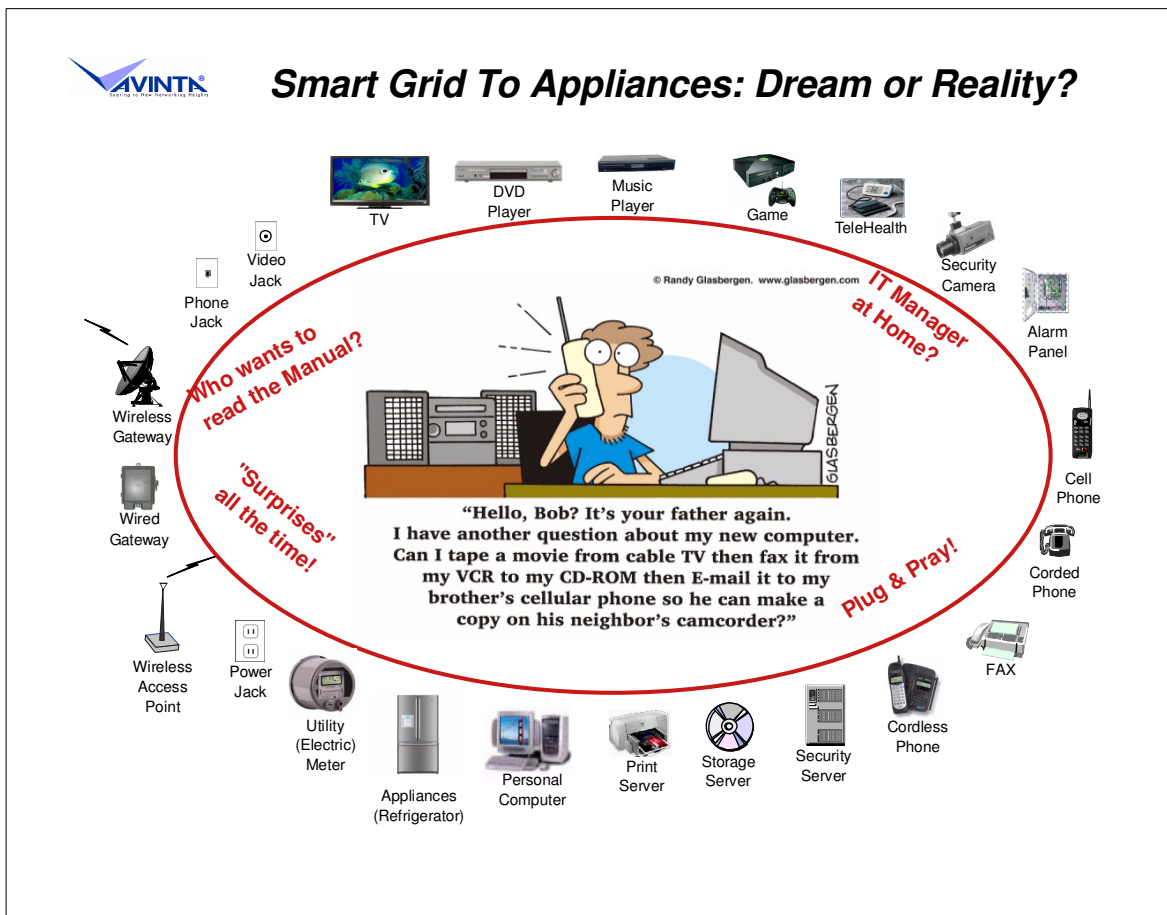 AVINTA®
Soaring to New Networking Heights
Smart Grid To Appliances: Dream or Reality?
TV
DVD
Player
Music
Player
Game
TeleHealth
Security
Camera
Alarm
Panel
Cell
Phone
Corded
Phone
FAX
Cordless
Phone
Security
Server
Storage
Server
Print
Server
Personal
Computer
Appliances
(Refrigerator)
Utility
(Electric)
Meter
Power
Jack
Wireless
Access
Point
Wired
Gateway
Wireless
Gateway
Phone
Jack
Video
Jack
Who wants to
read the Manual?
IT Manager
at Home?
"Surprises"
all the time!
Plug & Pray!
© Randy Glasbergen. www.glasbergen.com
GLASBERGEN
“Hello, Bob? It’s your father again.
I have another question about my new computer.
Can I tape a movie from cable TV then fax it from
my VCR to my CD-ROM then E-mail it to my
brother’s cellular phone so he can make a
copy on his neighbor’s camcorder?”